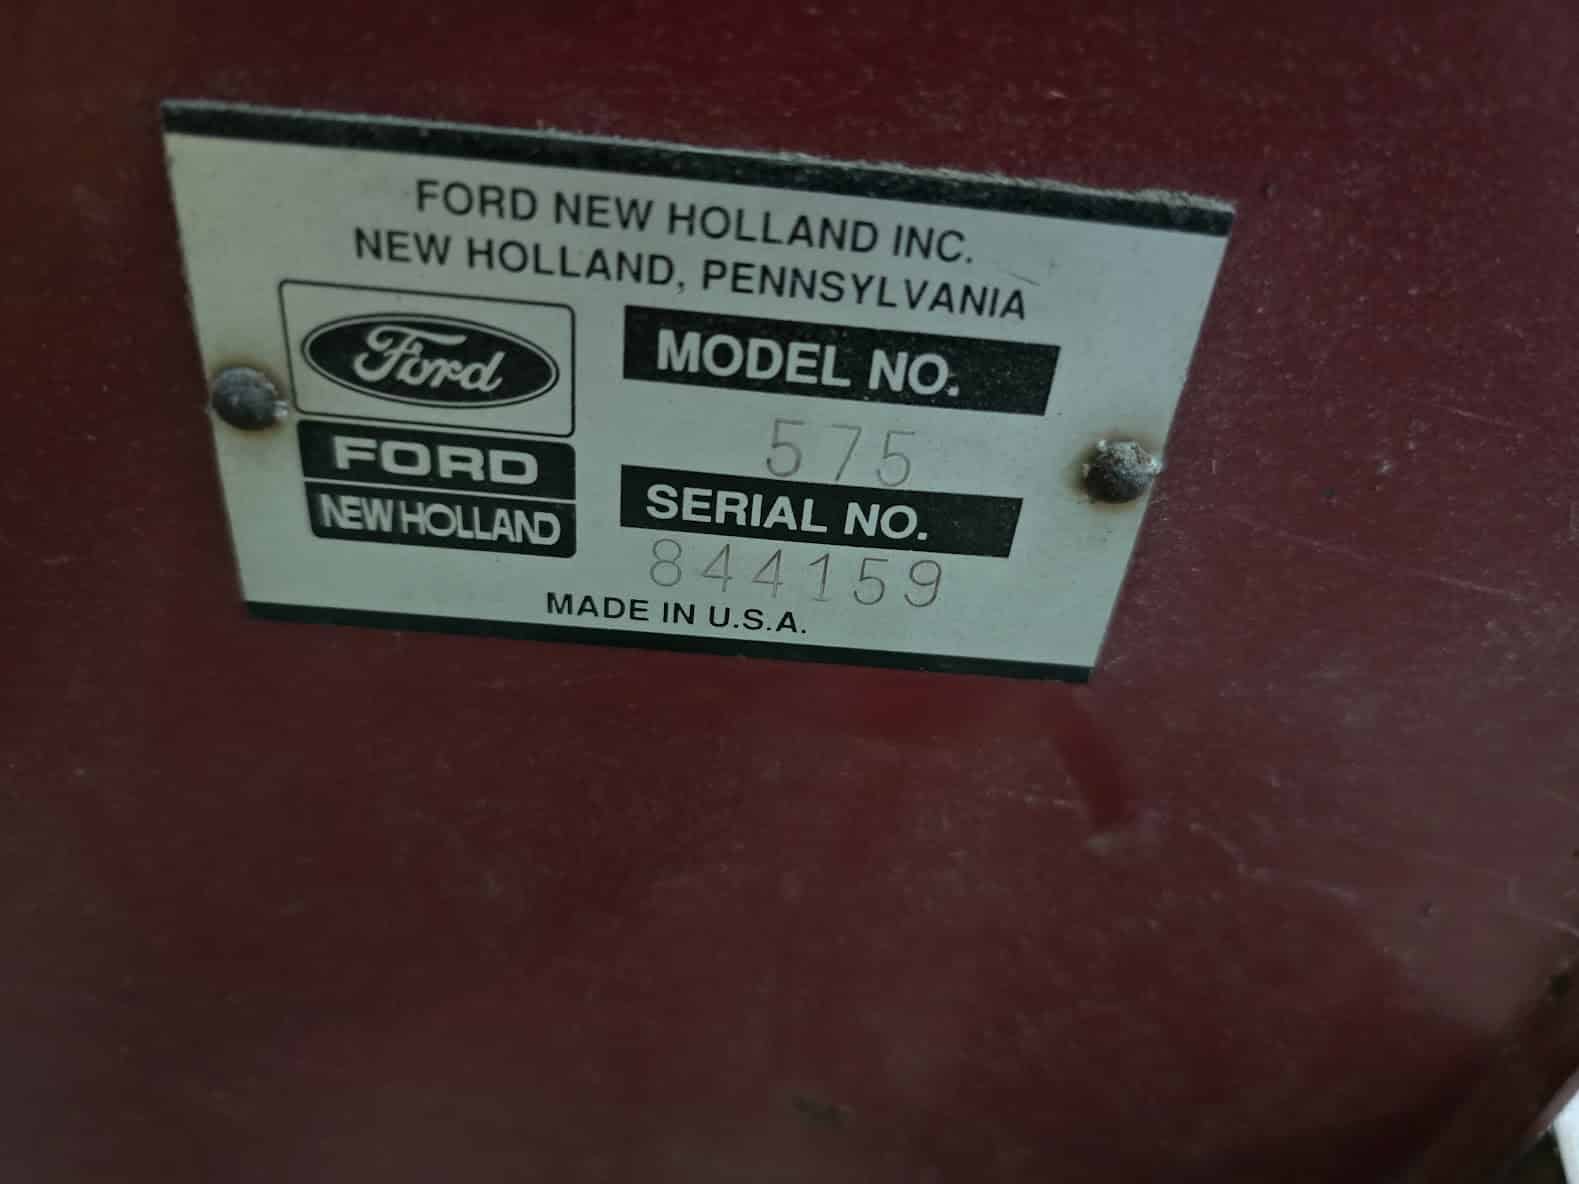 FORD NEW HOLLAND INC.
NEW HOLLAND, PENNSYLVANIA
Ford
FORD
NEW HOLLAND
MODEL NO.
575
SERIAL NO.
844159
MADE IN U.S.A.